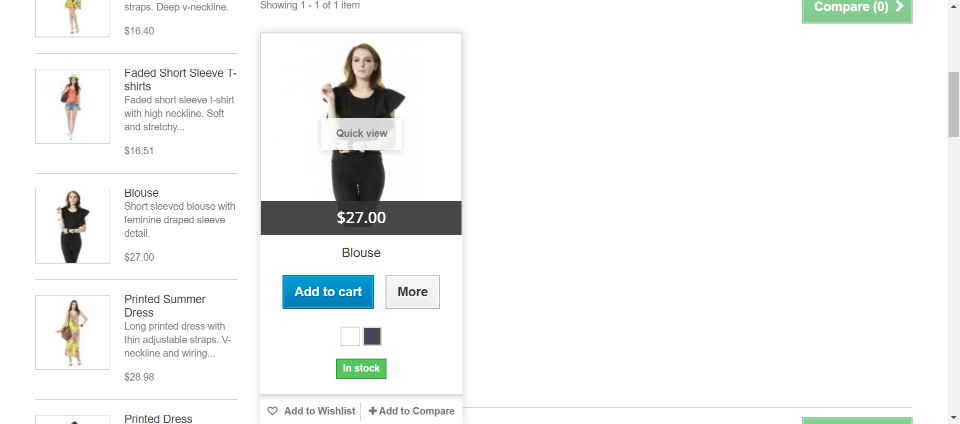 straps. Deep v-neckline.
$16.40
Faded Short Sleeve T-
shirts
Faded short sleeve t-shirt
with high neckline. Soft
and stretchy...
$16.51
Blouse
Short sleeved blouse with
feminine draped sleeve
detail.
$27.00
Printed Summer
Dress
Long printed dress with
thin adjustable straps. V-
neckline and wiring...
$28.98
Printed Dress
Showing 1 - 1 of 1 item
Compare (0)
Quick view
$27.00
Blouse
Add to cart
More
In stock
Add to Wishlist
Add to Compare